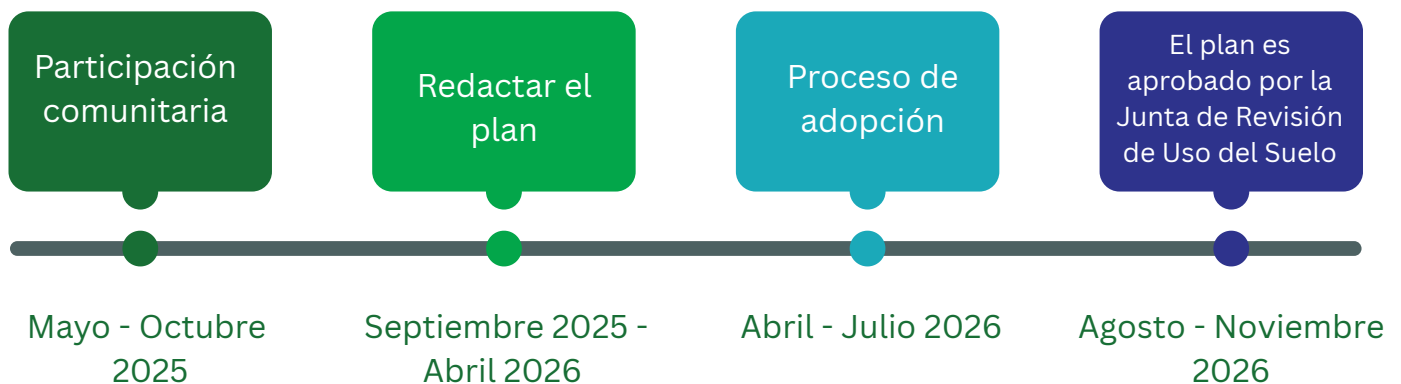 Participación
comunitaria
Redactar el
plan
Proceso de
adopción
El plan es
aprobado por la
Junta de Revisión
de Uso del Suelo
Mayo - Octubre
2025
Septiembre 2025 -
Abril 2026
Abril - Julio 2026
Agosto - Noviembre
2026